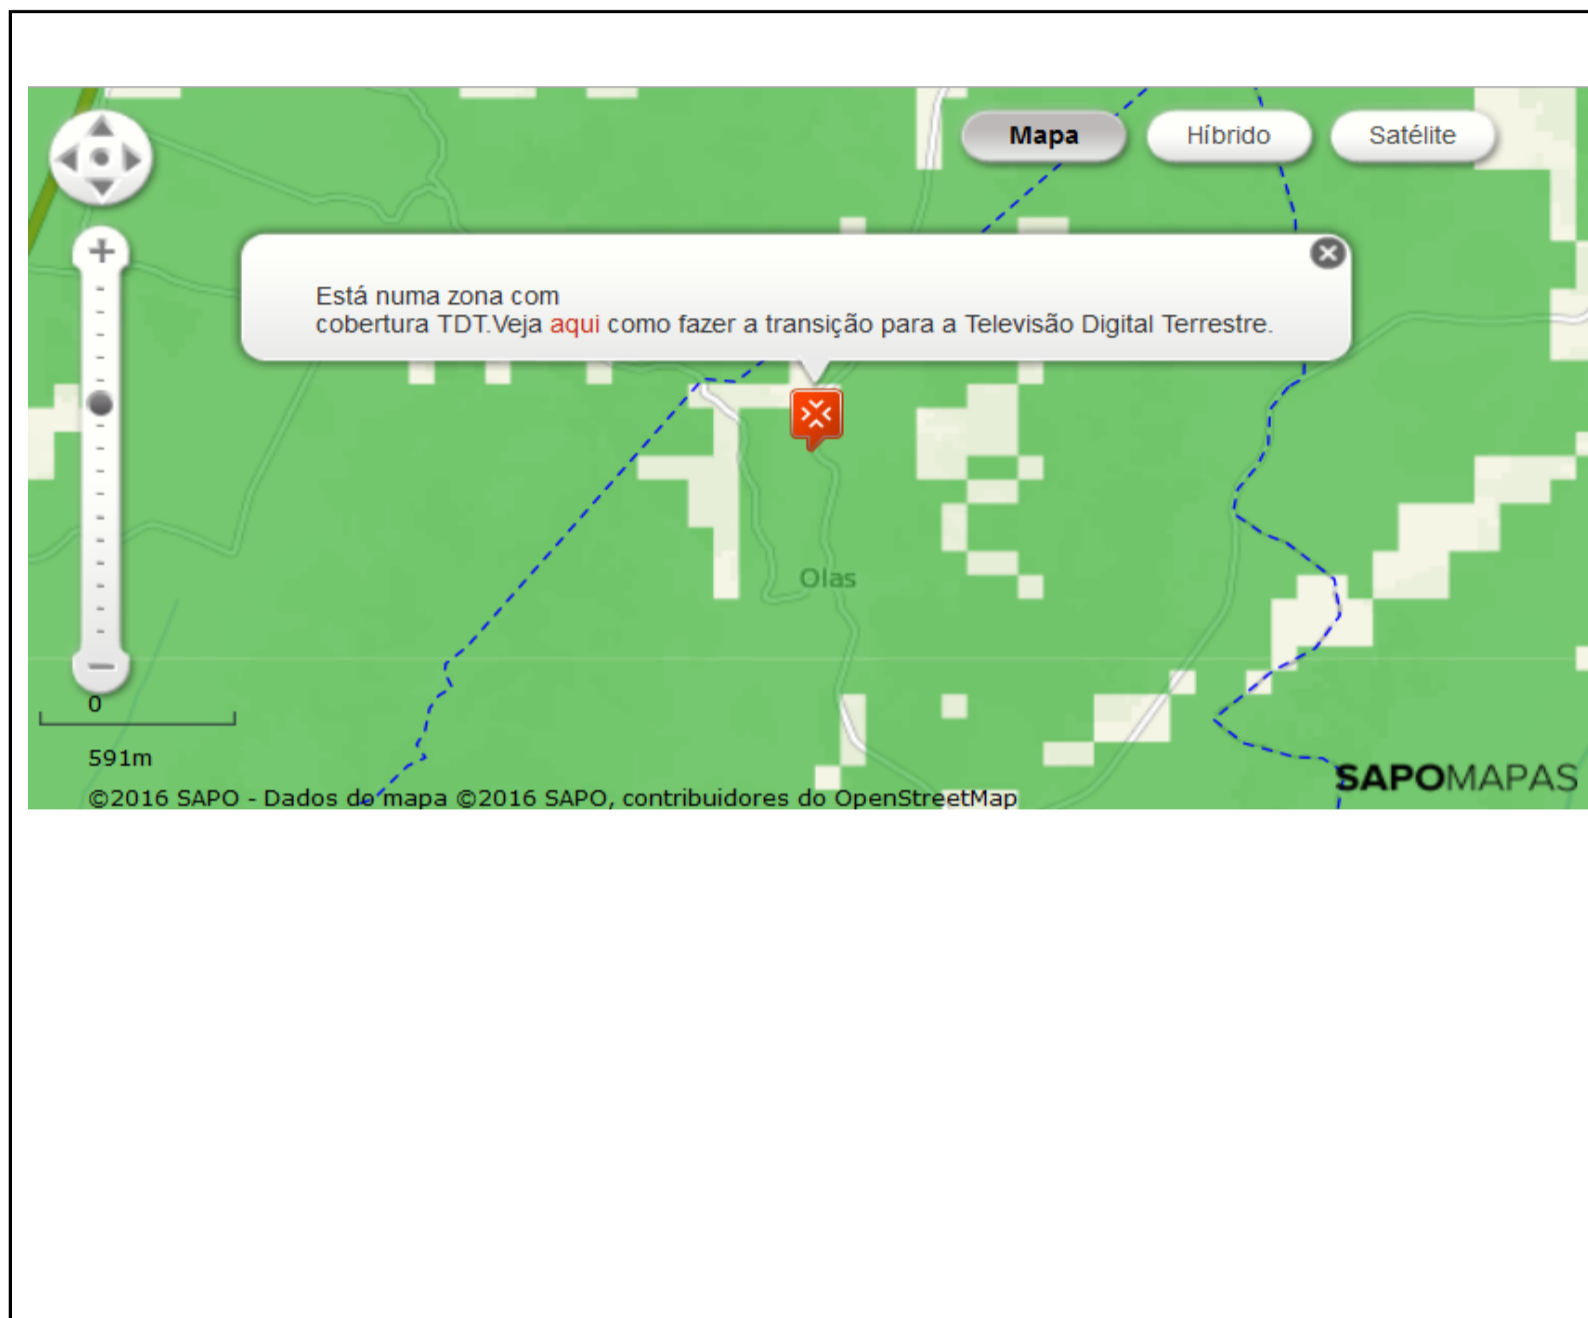 Mapa
Híbrido
Satélite
Está numa zona com
cobertura TDT.Veja aqui como fazer a transição para a Televisão Digital Terrestre.
Olas
0
591m
SAPOMAPAS
©2016 SAPO - Dados do mapa ©2016 SAPO, contribuidores do OpenStreetMap